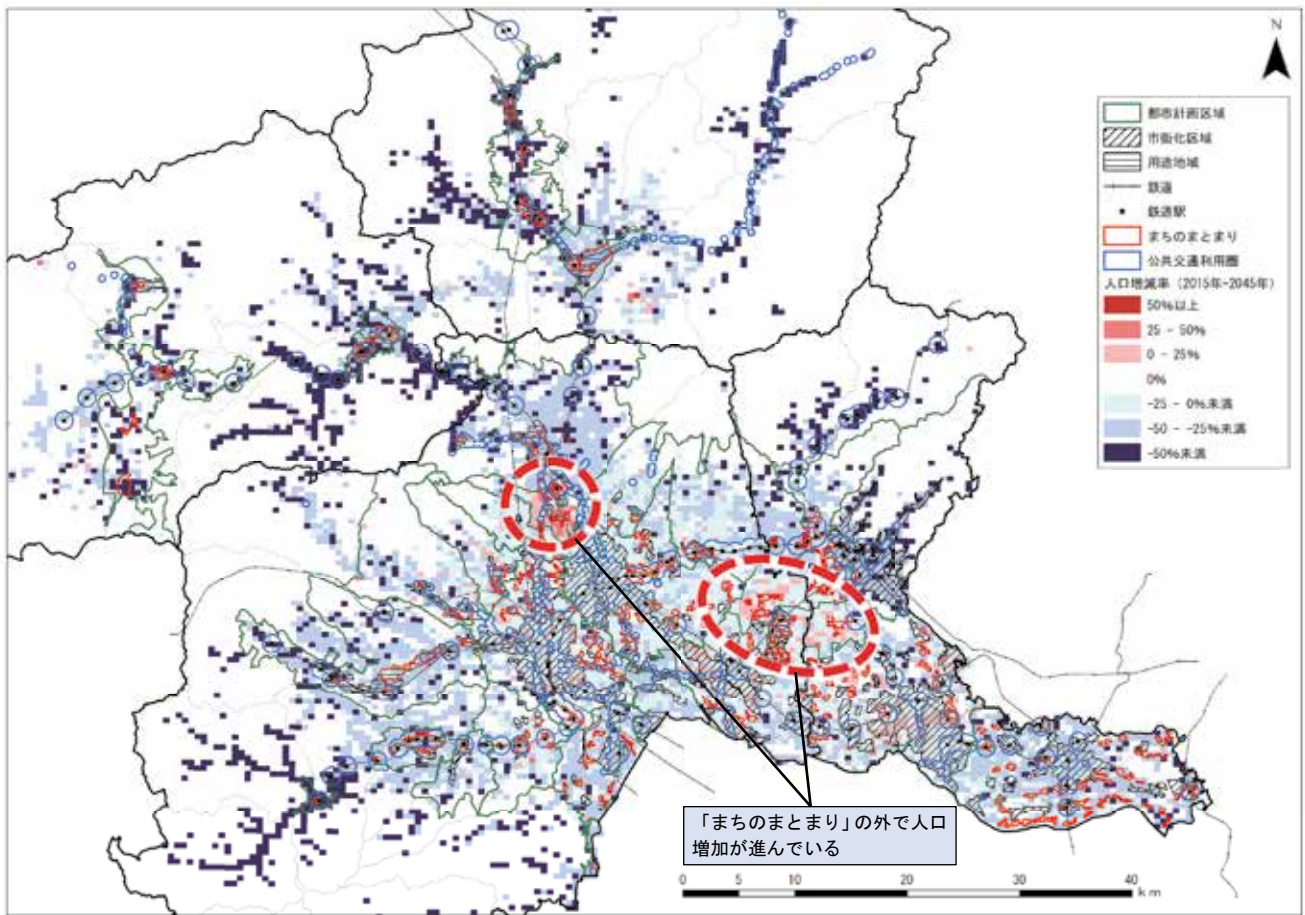 N
都市計画区域
市街化区域
用途地域
鉄道
鉄道駅
まちのまとまり
公共交通利用圏
人口増減率（2015年-2045年）
50%以上
25 - 50%
0 - 25%
0%
-25 - 0%未満
-50 - -25%未満
-50%未満
「まちのまとまり」の外で人口
増加が進んでいる
0 5 10 20 30 40
km